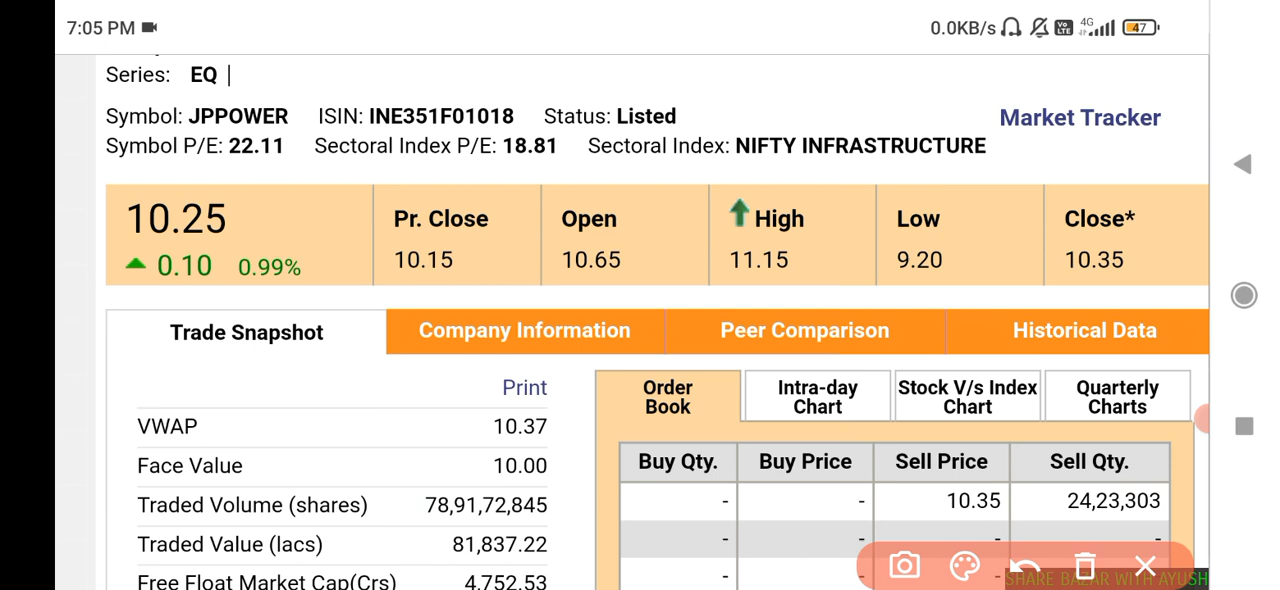 7:05 PM 0.0KB/s Vo LTE 4G 47
Series: EQ |
Symbol: JPPOWER ISIN: INE351F01018 Status: Listed Market Tracker
Symbol P/E: 22.11 Sectoral Index P/E: 18.81 Sectoral Index: NIFTY INFRASTRUCTURE
10.25 Pr. Close Open High Low Close*
0.10 0.99% 10.15 10.65 11.15 9.20 10.35
Trade Snapshot Company Information Peer Comparison Historical Data
Print
VWAP 10.37
Face Value 10.00
Traded Volume (shares) 78,91,72,845
Traded Value (lacs) 81,837.22
Free Float Market Cap(Crs) 4,752.53
Order Book Intra-day Chart Stock V/s Index Chart Quarterly Charts
Buy Qty. Buy Price Sell Price Sell Qty.
- - 10.35 24,23,303
- - - -
- - -
SHARE BAZAR WITH AYUSH